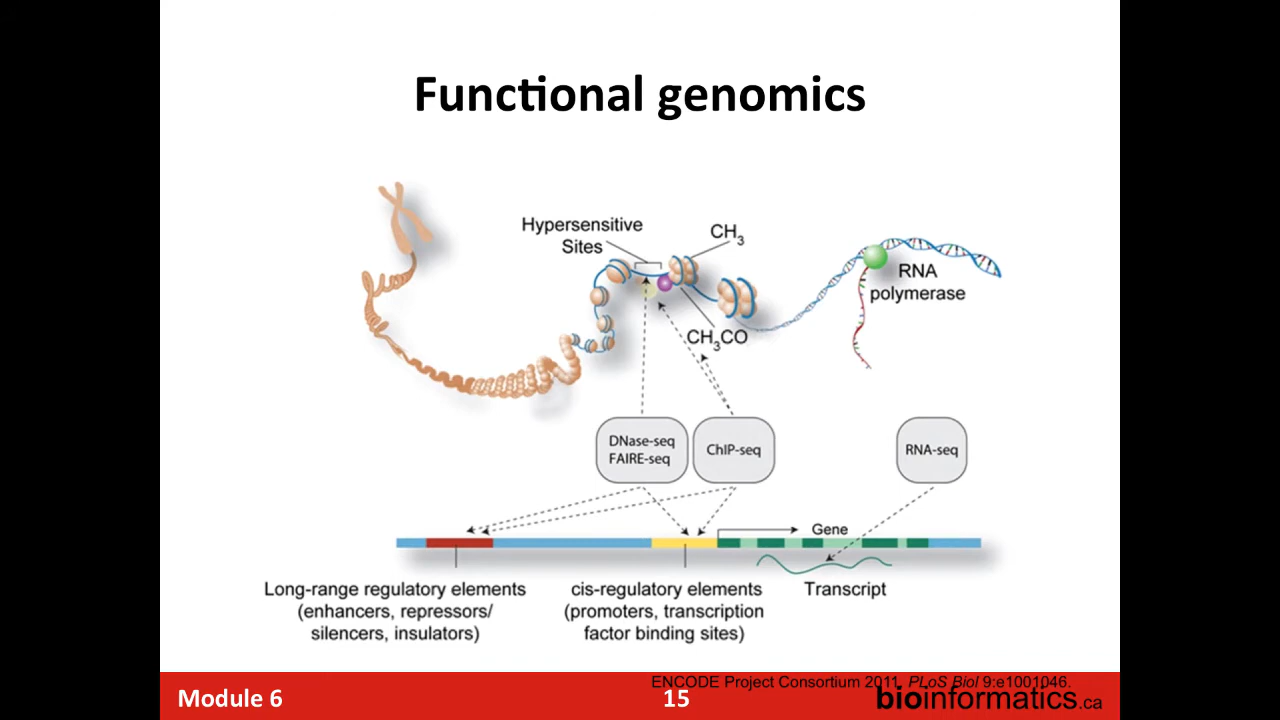 Functional genomics
Hypersensitive
Sites
CH3
RNA
polymerase
CH3CO
DNase-seq
FAIRE-seq
ChIP-seq
RNA-seq
Gene
Long-range regulatory elements
(enhancers, repressors/
silencers, insulators)
cis-regulatory elements
(promoters, transcription
factor binding sites)
Transcript
ENCODE Project Consortium 2011, PLoS Biol 9:e1001046.
Module 6
15
bioinformatics.ca